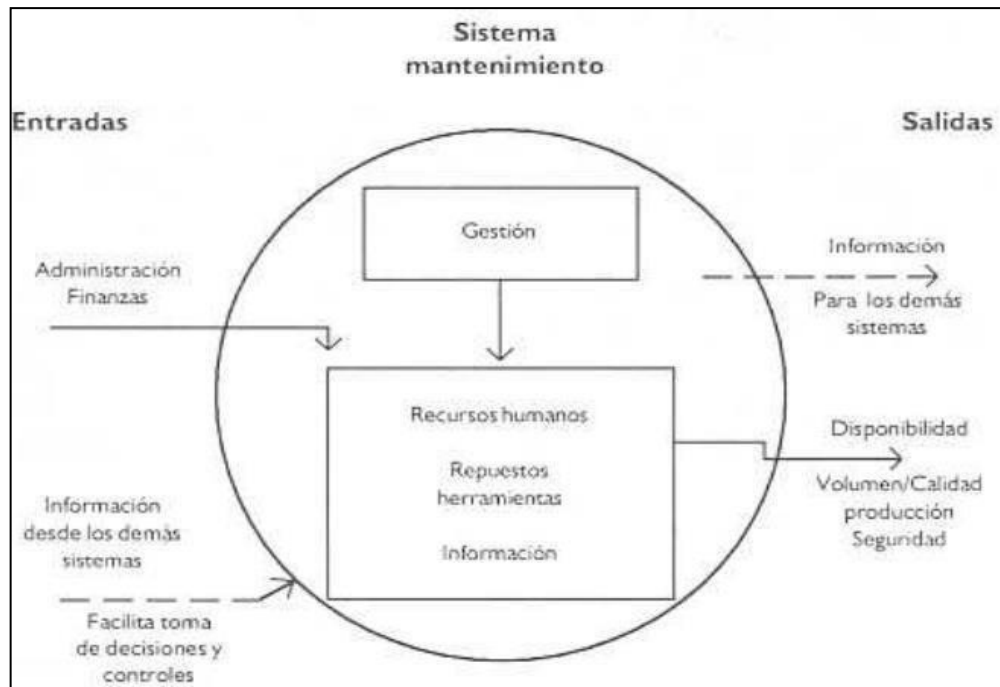 Sistema
mantenimiento
Entradas
Salidas
Gestión
Administración
Finanzas
Información
Para los demás
sistemas
Recursos humanos
Repuestos
herramientas
Información
Disponibilidad
Volumen/Calidad
producción
Seguridad
Información
desde los demás
sistemas
Facilita toma
de decisiones y
controles